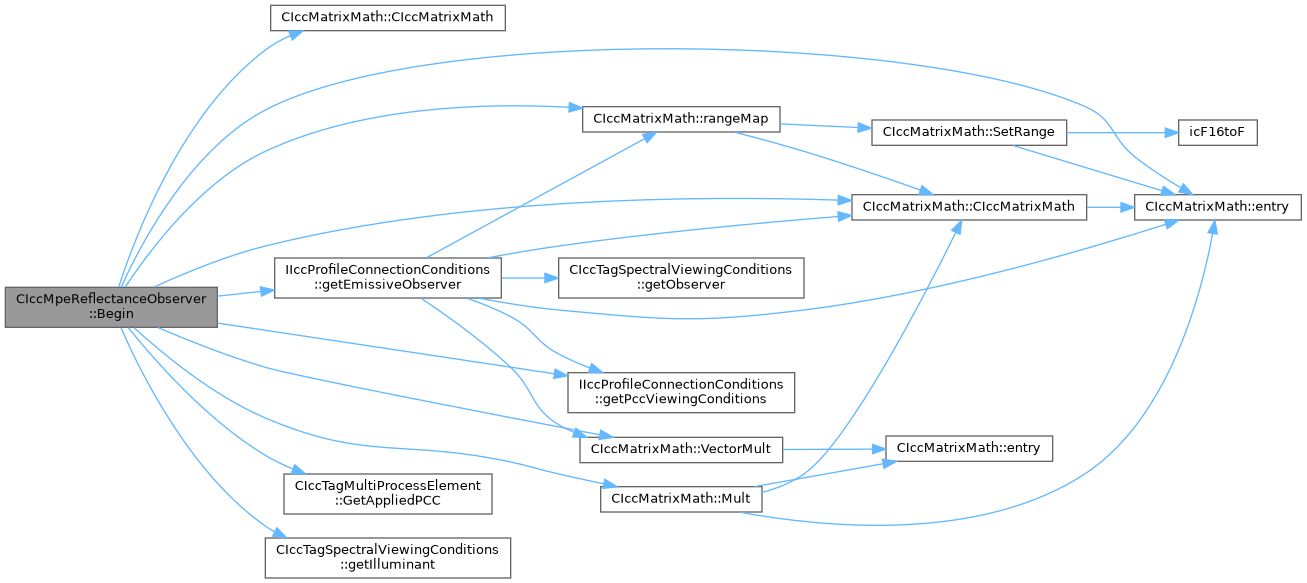 CIccMatrixMath::CIccMatrixMath
CIccMatrixMath::rangeMap
CIccMatrixMath::SetRange
icF16toF
CIccMatrixMath::CIccMatrixMath
CIccMatrixMath::entry
IIccProfileConnectionConditions
::getEmissiveObserver
CIccTagSpectralViewingConditions
::getObserver
CIccMpeReflectanceObserver
::Begin
IIccProfileConnectionConditions
::getPccViewingConditions
CIccMatrixMath::VectorMult
CIccMatrixMath::entry
CIccTagMultiProcessElement
::GetAppliedPCC
CIccMatrixMath::Mult
CIccTagSpectralViewingConditions
::getIlluminant